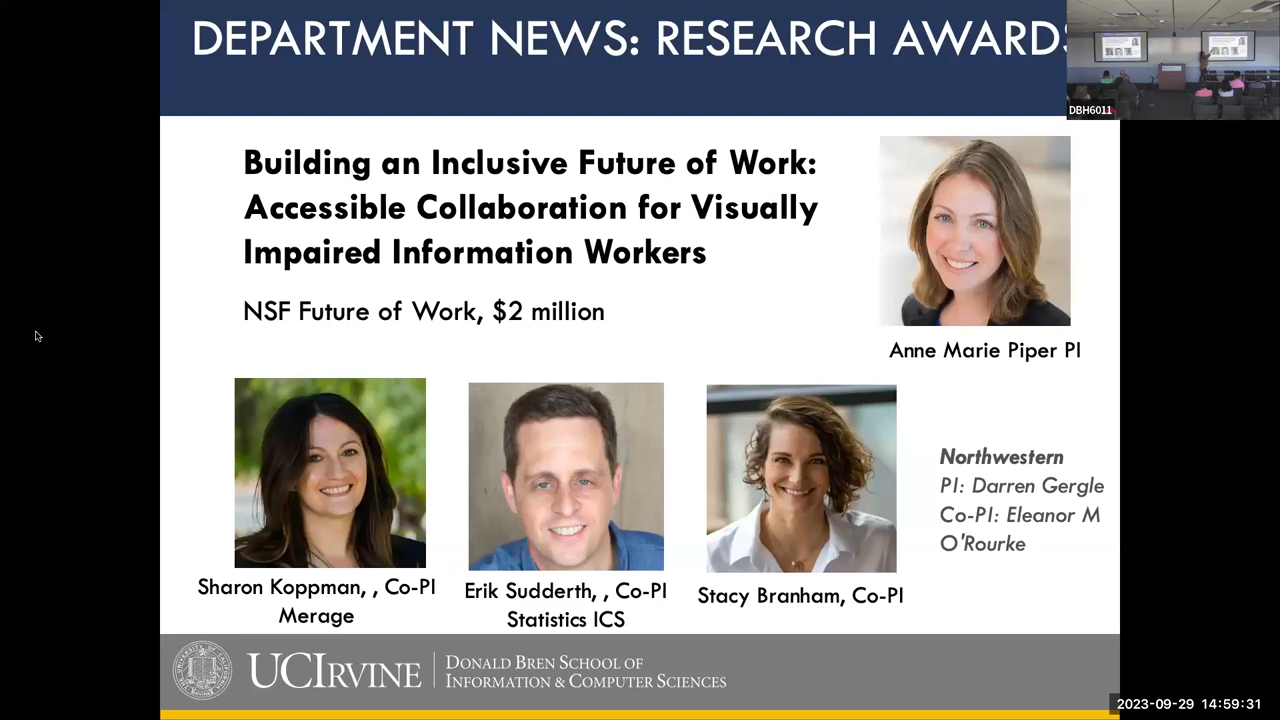 DEPARTMENT NEWS: RESEARCH AWARDS
DBH6011
Building an Inclusive Future of Work:
Accessible Collaboration for Visually
Impaired Information Workers
NSF Future of Work, $2 million
Anne Marie Piper PI
Northwestern
PI: Darren Gergle
Co-PI: Eleanor M
O'Rourke
Sharon Koppman, , Co-PI
Merage
Erik Sudderth, , Co-PI
Statistics ICS
Stacy Branham, Co-PI
UCIRVINE
DONALD BREN SCHOOL OF
INFORMATION & COMPUTER SCIENCES
2023-09-29 14:59:31